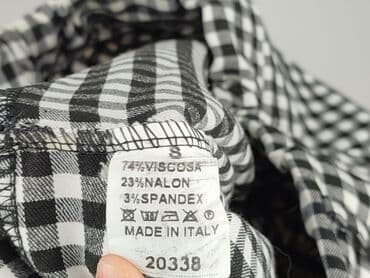 S
74%VISCOSA
23%NALON
3%SPANDEX
MADE IN ITALY
20338